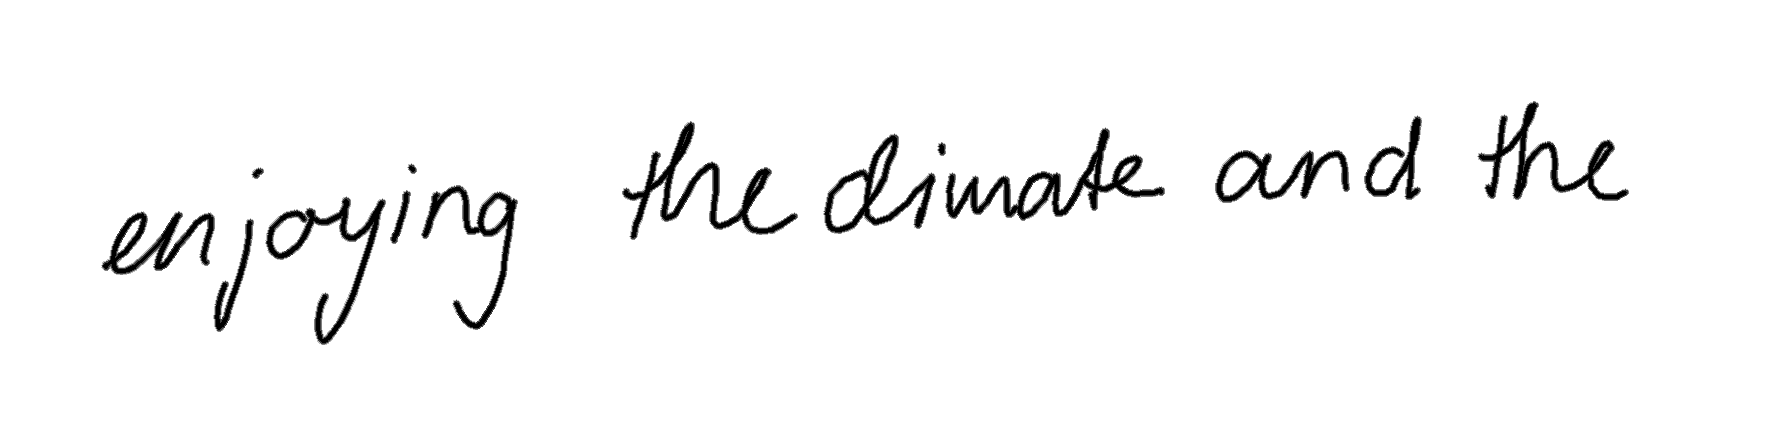 enjoying the climate and the